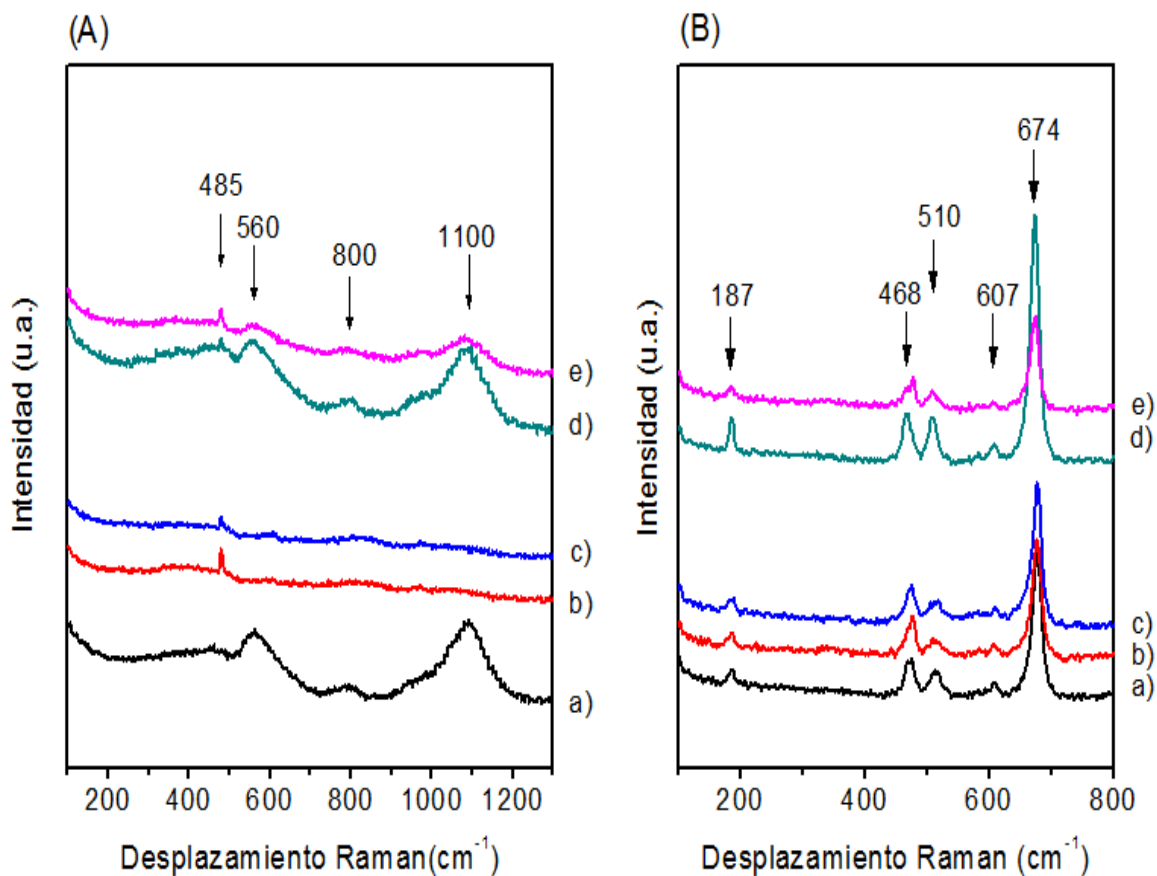 (A)
485
560
800
1100
e)
d)
c)
b)
a)
Intensidad (u.a.)
200 400 600 800 1000 1200
Desplazamiento Raman(cm⁻¹)
(B)
674
510
187
468
607
e)
d)
c)
b)
a)
Intensidad (u.a.)
200 400 600 800
Desplazamiento Raman (cm⁻¹)